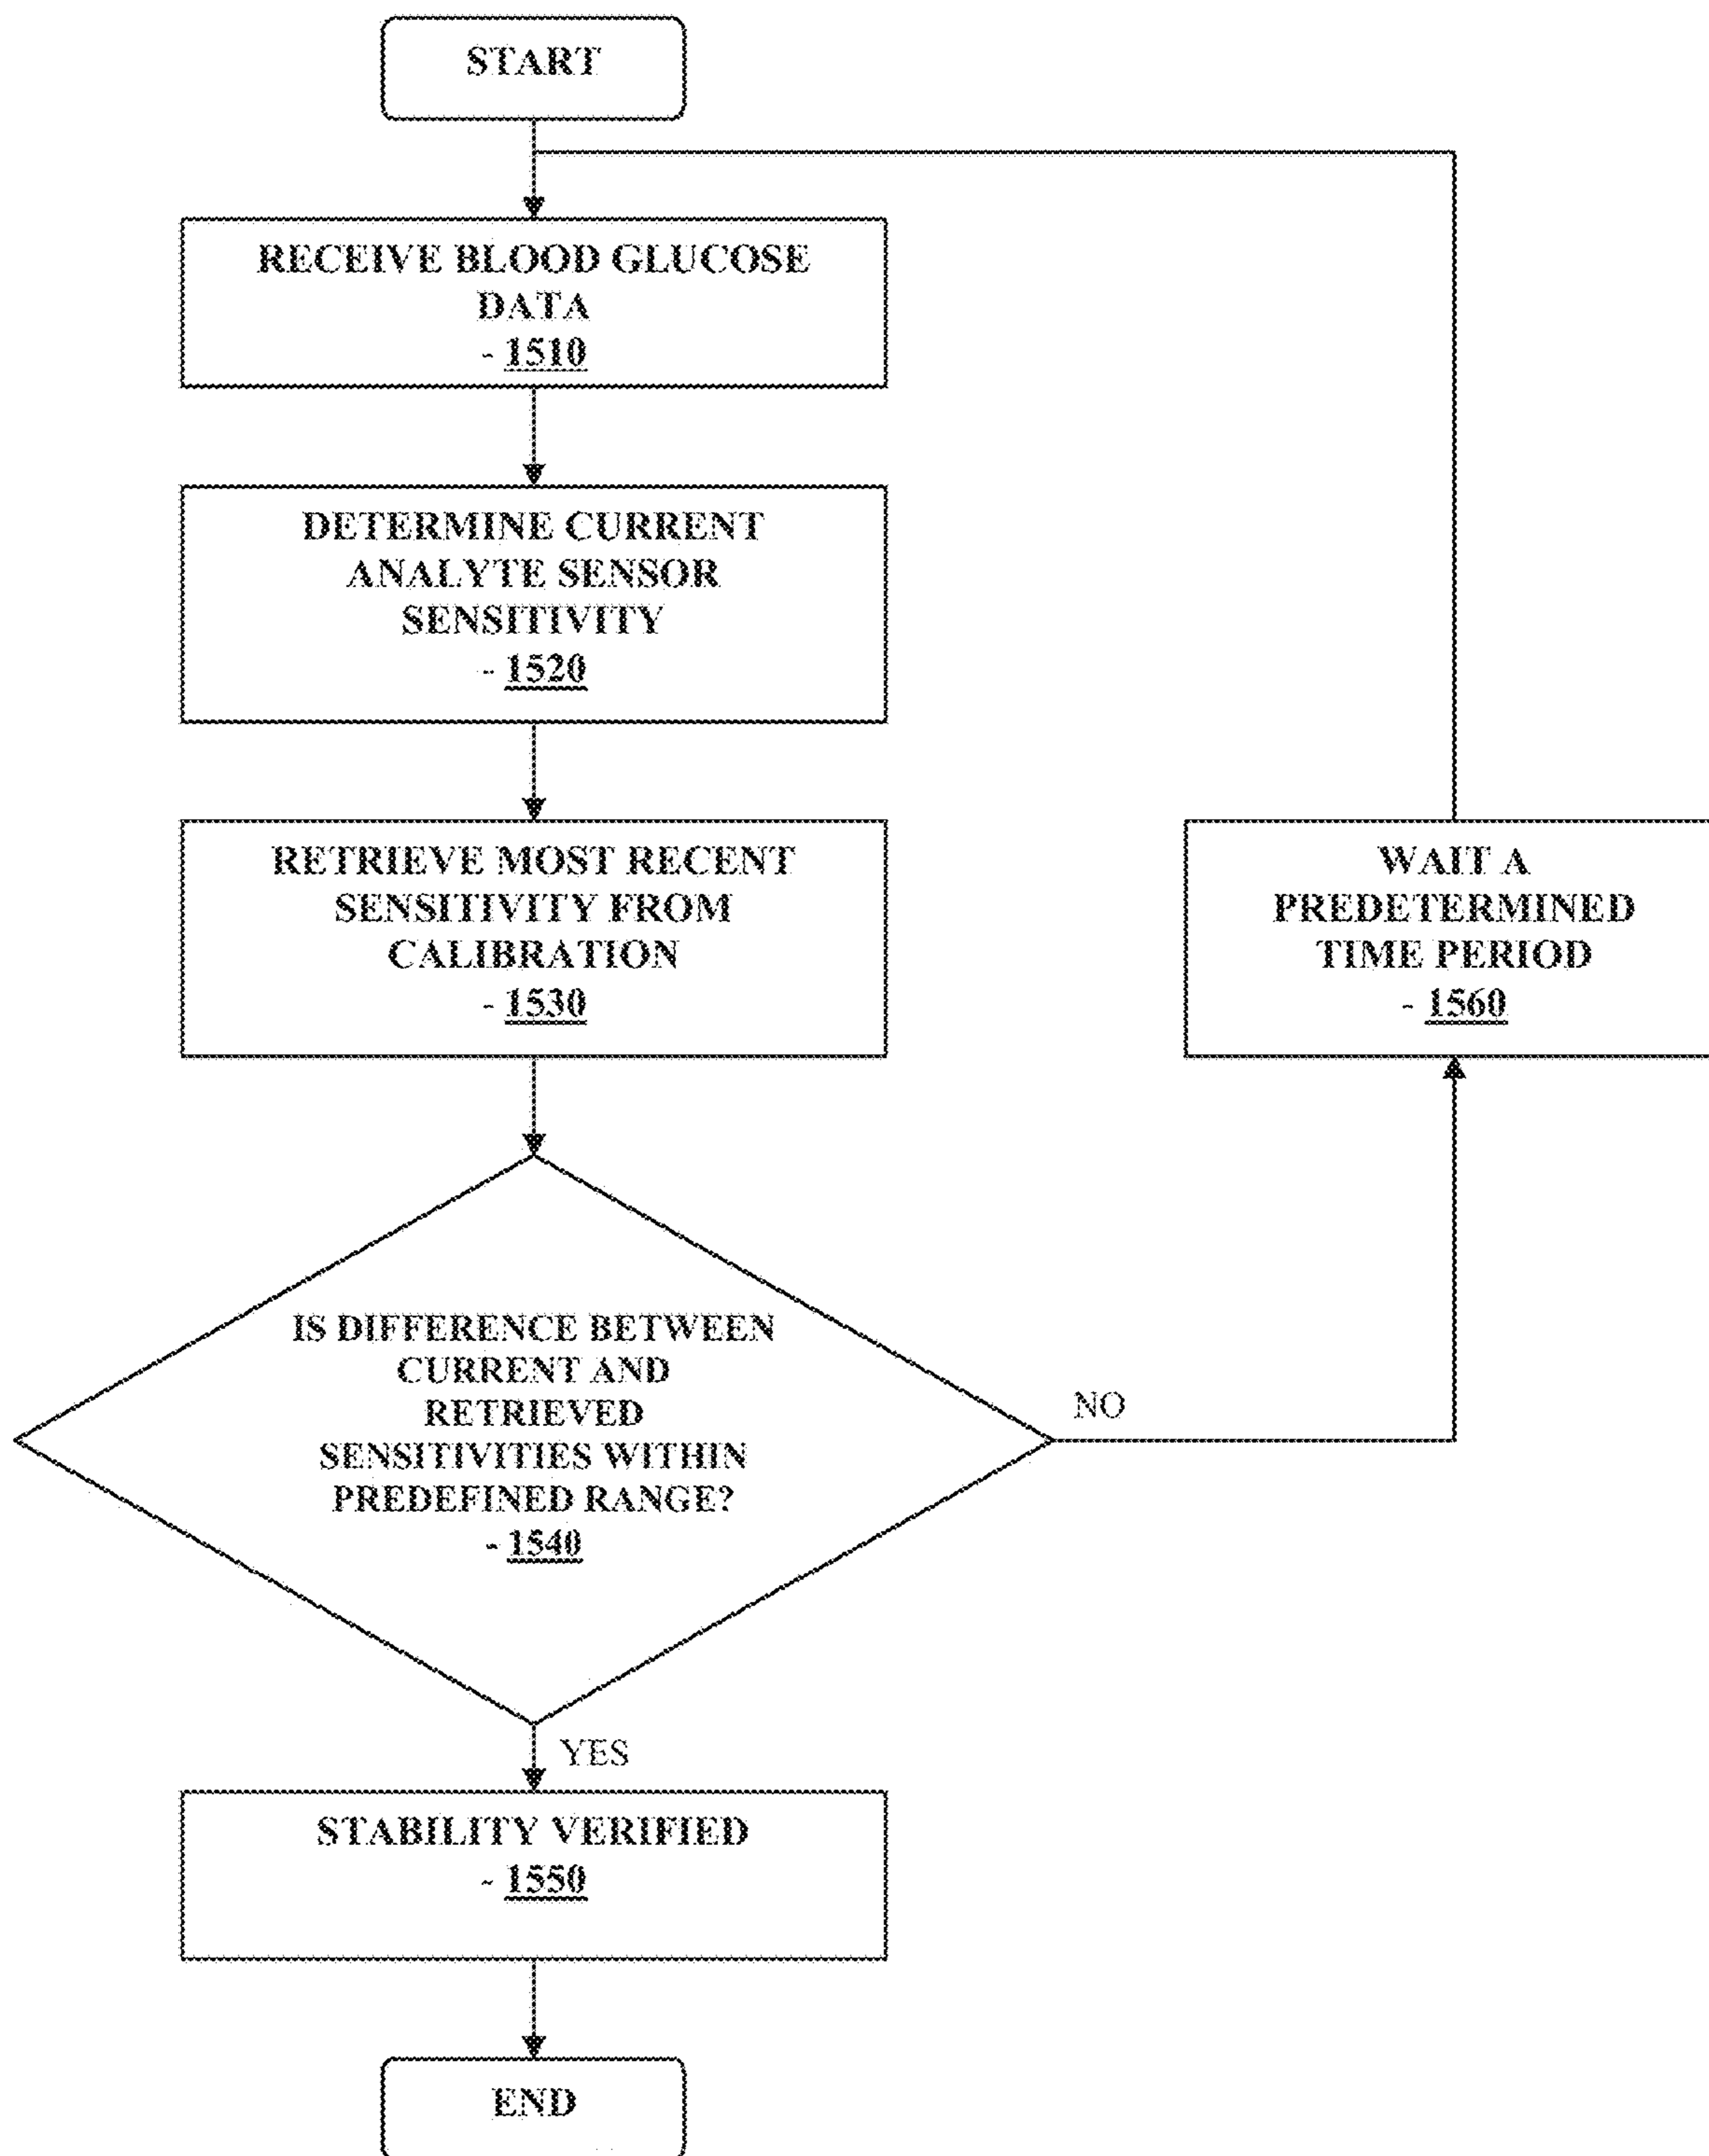 START
RECEIVE BLOOD GLUCOSE
DATA
- 1510
DETERMINE CURRENT
ANALYTE SENSOR
SENSITIVITY
- 1520
RETRIEVE MOST RECENT
SENSITIVITY FROM
CALIBRATION
- 1530
WAIT A
PREDETERMINED
TIME PERIOD
- 1560
IS DIFFERENCE BETWEEN
CURRENT AND
RETRIEVED
SENSITIVITIES WITHIN
PREDEFINED RANGE?
- 1540
NO
YES
STABILITY VERIFIED
- 1550
END